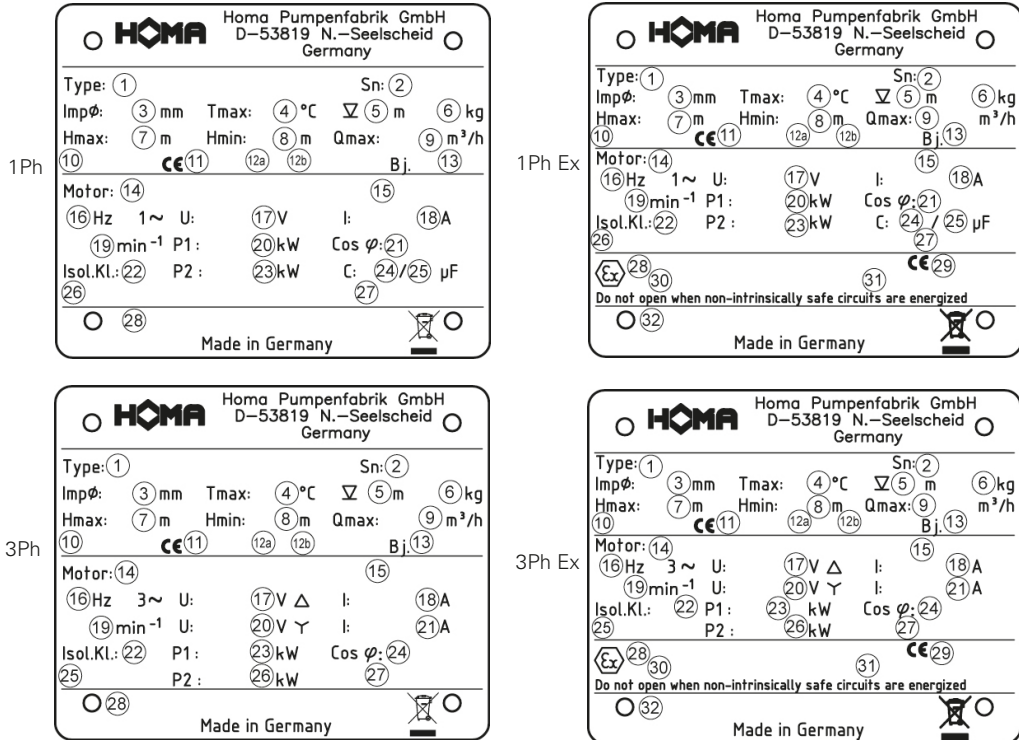 1Ph
HOMA Homa Pumpenfabrik GmbH
D-53819 N.-Seelscheid
Germany
Type: 1 Sn: 2
ImpØ: 3 mm Tmax: 4 °C 5 m 6 kg
Hmax: 7 m Hmin: 8 m Qmax: 9 m³/h
10 CE 11 12a 12b Bj. 13
Motor: 14 15
16 Hz 1~ U: 17 V I: 18 A
19 min⁻¹ P1: 20 kW Cos φ: 21
Isol.Kl.: 22 P2: 23 kW C: 24 / 25 µF
26 27
28
Made in Germany
1Ph Ex
HOMA Homa Pumpenfabrik GmbH
D-53819 N.-Seelscheid
Germany
Type: 1 Sn: 2
ImpØ: 3 mm Tmax: 4 °C 5 m 6 kg
Hmax: 7 m Hmin: 8 m Qmax: 9 m³/h
10 CE 11 12a 12b Bj. 13
Motor: 14 15
16 Hz 1~ U: 17 V I: 18 A
19 min⁻¹ P1: 20 kW Cos φ: 21
Isol.Kl.: 22 P2: 23 kW C: 24 / 25 µF
26 27
Ex 28 CE 29
30 31
Do not open when non-intrinsically safe circuits are energized
32
Made in Germany
3Ph
HOMA Homa Pumpenfabrik GmbH
D-53819 N.-Seelscheid
Germany
Type: 1 Sn: 2
ImpØ: 3 mm Tmax: 4 °C 5 m 6 kg
Hmax: 7 m Hmin: 8 m Qmax: 9 m³/h
10 CE 11 12a 12b Bj. 13
Motor: 14 15
16 Hz 3~ U: 17 V △ I: 18 A
19 min⁻¹ U: 20 V Y I: 21 A
Isol.Kl.: 22 P1: 23 kW Cos φ: 24
25 P2: 26 kW 27
28
Made in Germany
3Ph Ex
HOMA Homa Pumpenfabrik GmbH
D-53819 N.-Seelscheid
Germany
Type: 1 Sn: 2
ImpØ: 3 mm Tmax: 4 °C 5 m 6 kg
Hmax: 7 m Hmin: 8 m Qmax: 9 m³/h
10 CE 11 12a 12b Bj. 13
Motor: 14 15
16 Hz 3~ U: 17 V △ I: 18 A
19 min⁻¹ U: 20 V Y I: 21 A
Isol.Kl.: 22 P1: 23 kW Cos φ: 24
25 P2: 26 kW 27
Ex 28 CE 29
30 31
Do not open when non-intrinsically safe circuits are energized
32
Made in Germany